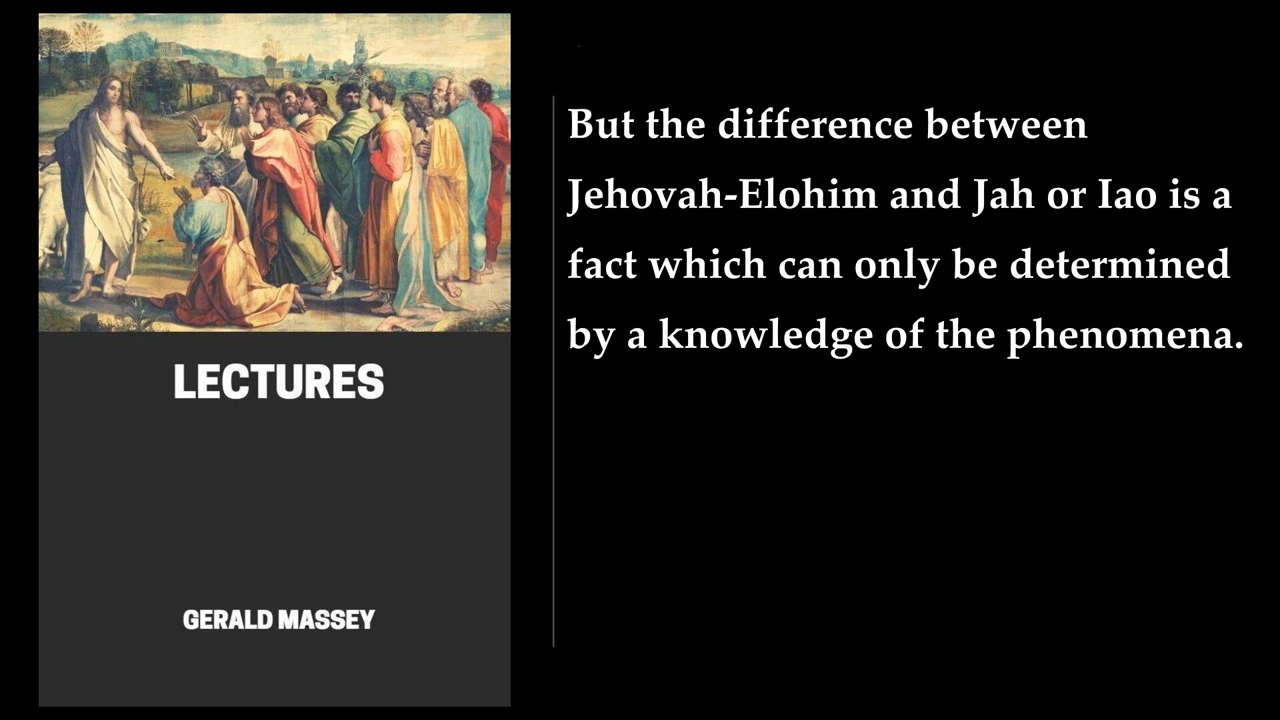 LECTURES
GERALD MASSEY
But the difference between
Jehovah-Elohim and Jah or Iao is a
fact which can only be determined
by a knowledge of the phenomena.